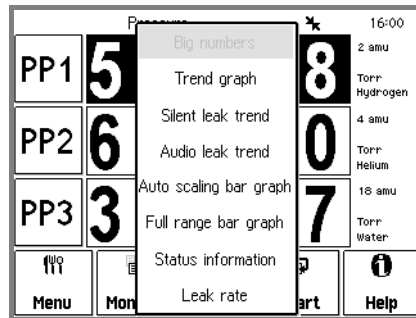 Pressure 16:00
Big numbers
Trend graph
Silent leak trend
Audio leak trend
Auto scaling bar graph
Full range bar graph
Status information
Leak rate
PP1 5 8 2 amu
Torr
Hydrogen
PP2 6 0 4 amu
Torr
Helium
PP3 3 7 18 amu
Torr
Water
Menu Mon art Help